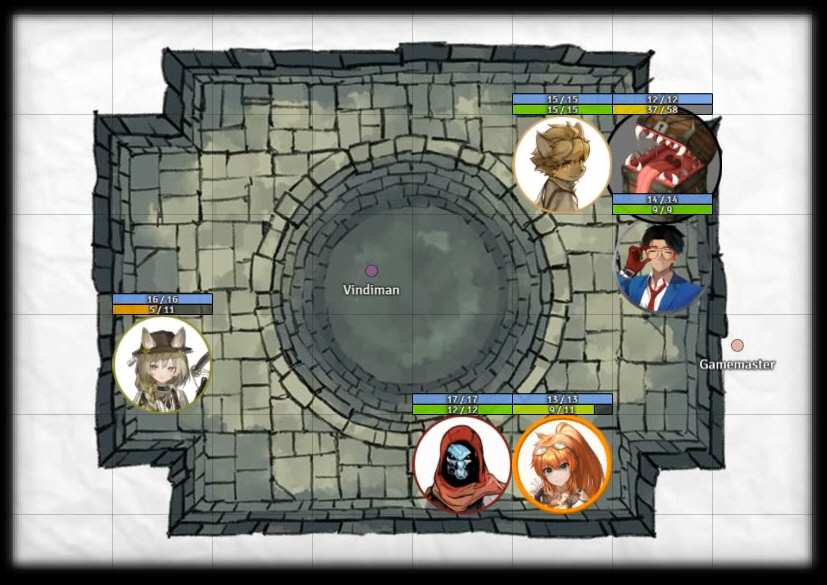 15 / 15
15 / 15
12 / 12
37 / 58
14 / 14
9 / 9
Vindiman
16 / 16
5 / 11
Gamemaster
17 / 17
12 / 12
13 / 13
9 / 11